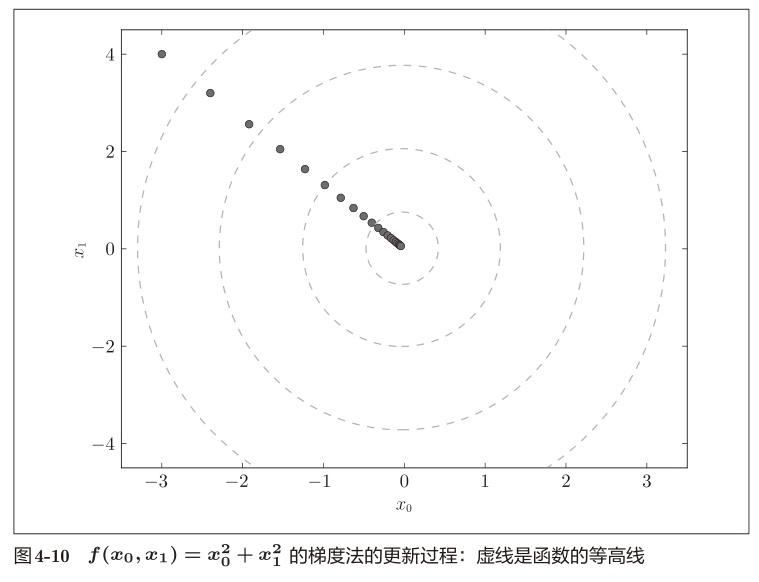 4
2
0
−2
−4
x₁
−3 −2 −1 0 1 2 3
x₀
图4-10 f(x₀, x₁) = x₀² + x₁² 的梯度法的更新过程：虚线是函数的等高线